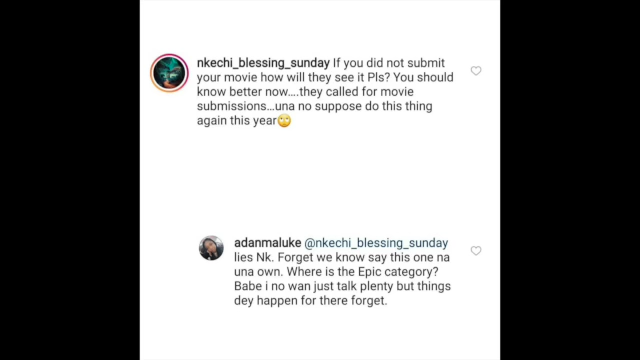 nkechi_blessing_sunday If you did not submit
your movie how will they see it Pls? You should
know better now....they called for movie
submissions...una no suppose do this thing
again this year🙄
adanmaluke @nkechi_blessing_sunday
lies Nk. Forget we know say this one na
una own. Where is the Epic category?
Babe i no wan just talk plenty but things
dey happen for there forget.